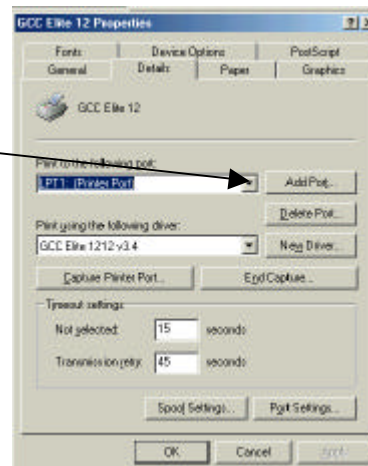 GCC Elite 12 Properties
Fonts Device Options PostScript
General Details Paper Graphics
GCC Elite 12
Print to the following port:
LPT1: (Printer Port) Add Port...
Delete Port...
Print using the following driver:
GCC Elite 1212 v3.4 New Driver...
Capture Printer Port... End Capture...
Timeout settings
Not selected: 15 seconds
Transmission retry: 45 seconds
Spool Settings... Port Settings...
OK Cancel Apply